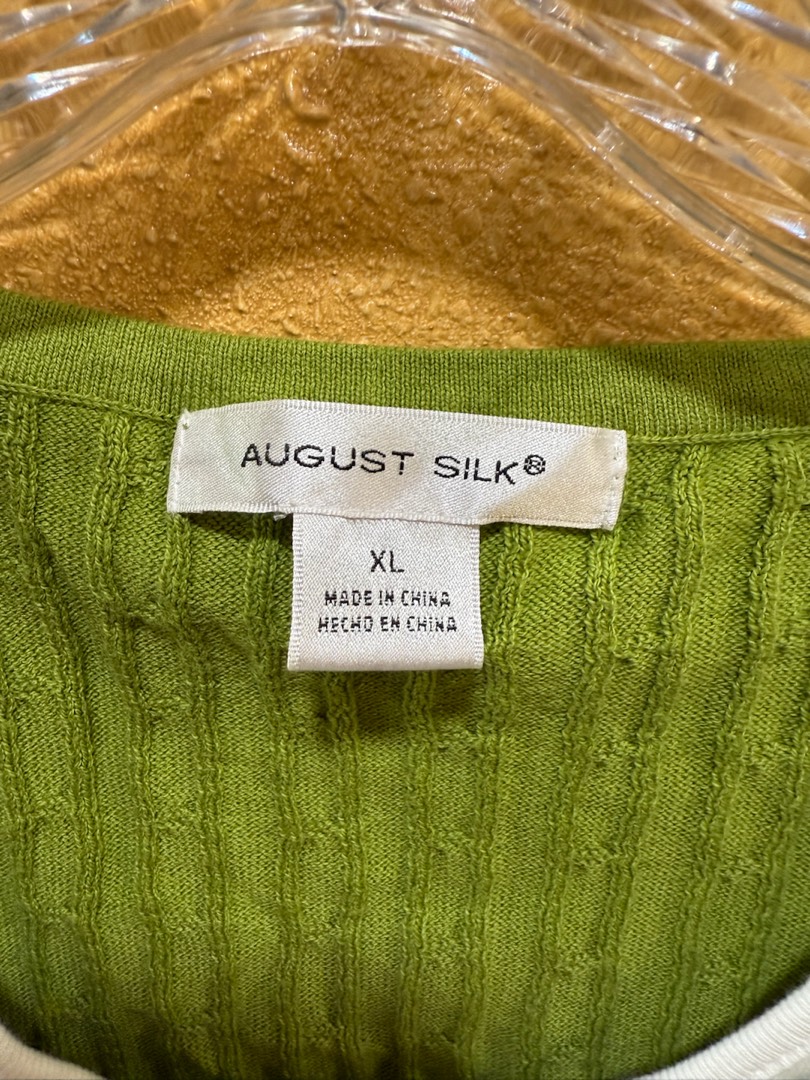 AUGUST SILK®
XL
MADE IN CHINA
HECHO EN CHINA